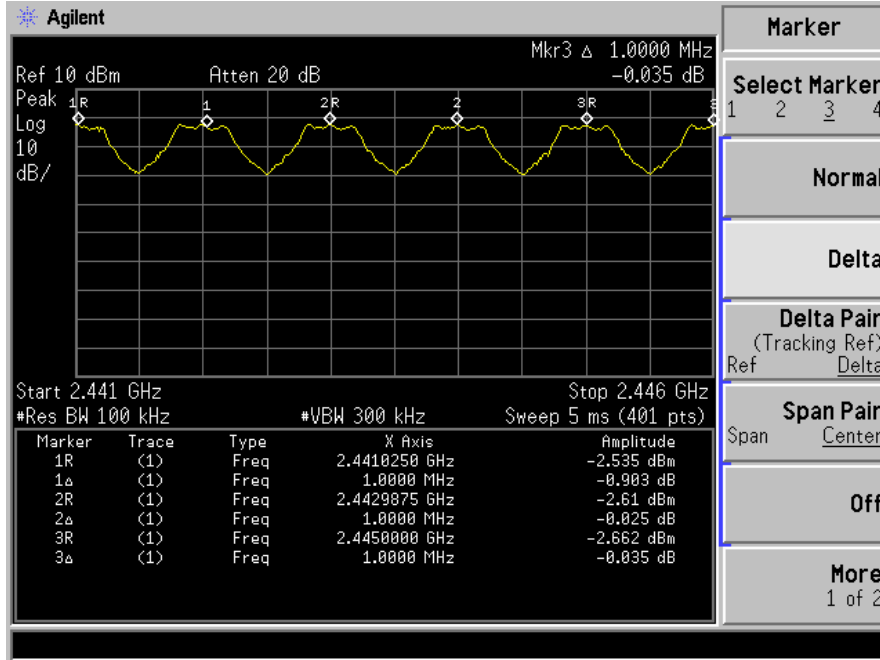 Agilent
Marker
Mkr3 Δ 1.0000 MHz
Ref 10 dBm Atten 20 dB -0.035 dB
Peak
Log
10
dB/
1R 1 2R 2 3R 3
Select Marker
1 2 3 4
Normal
Delta
Delta Pair
(Tracking Ref)
Ref Delta
Span Pair
Span Center
Off
More
1 of 2
Start 2.441 GHz Stop 2.446 GHz
#Res BW 100 kHz #VBW 300 kHz Sweep 5 ms (401 pts)
Marker Trace Type X Axis Amplitude
1R (1) Freq 2.4410250 GHz -2.535 dBm
1Δ (1) Freq 1.0000 MHz -0.903 dB
2R (1) Freq 2.4429875 GHz -2.61 dBm
2Δ (1) Freq 1.0000 MHz -0.025 dB
3R (1) Freq 2.4450000 GHz -2.662 dBm
3Δ (1) Freq 1.0000 MHz -0.035 dB